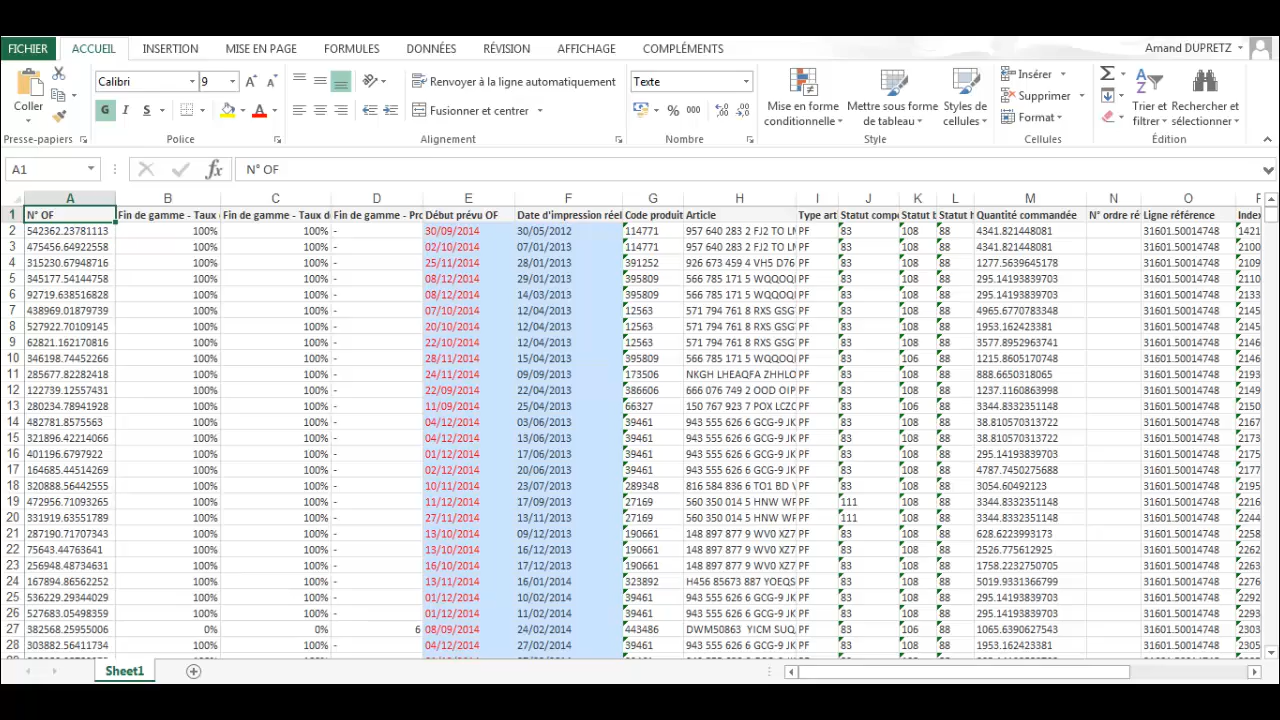 FICHIER ACCUEIL INSERTION MISE EN PAGE FORMULES DONNÉES RÉVISION AFFICHAGE COMPLÉMENTS Amand DUPRETZ
Coller
Calibri 9
Renvoyer à la ligne automatiquement
Texte
G I S
Fusionner et centrer
% 000
Mise en forme conditionnelle
Mettre sous forme de tableau
Styles de cellules
Insérer
Supprimer
Format
Trier et filtrer
Rechercher et sélectionner
Presse-papiers Police Alignement Nombre Style Cellules Édition
A1 fx N° OF
A B C D E F G H I J K L M N O P
1 N° OF Fin de gamme - Taux Fin de gamme - Taux d Fin de gamme - Pro Début prévu OF Date d'impression réel Code produit Article Type art Statut comp Statut Statut Quantité commandée N° ordre ré Ligne référence Index
2 542362.23781113 100% 100% - 30/09/2014 30/05/2012 114771 957 640 283 2 FJ2 TO LN PF 83 108 88 4341.821448081 31601.50014748 1421
3 475456.64922558 100% 100% - 02/10/2014 07/01/2013 114771 957 640 283 2 FJ2 TO LN PF 83 108 88 4341.821448081 31601.50014748 2100
4 315230.67948716 100% 100% - 25/11/2014 28/01/2013 391252 926 673 459 4 VH5 D76 PF 83 108 88 1277.5639645178 31601.50014748 2109
5 345177.54144758 100% 100% - 08/12/2014 29/01/2013 395809 566 785 171 5 WQQOQI PF 83 108 88 295.14193839703 31601.50014748 2110
6 92719.638516828 100% 100% - 08/12/2014 14/03/2013 395809 566 785 171 5 WQQOQI PF 83 108 88 295.14193839703 31601.50014748 2133
7 438969.01879739 100% 100% - 07/10/2014 12/04/2013 12563 571 794 761 8 RXS GSG PF 83 108 88 4965.6770783348 31601.50014748 2145
8 527922.70109145 100% 100% - 20/10/2014 12/04/2013 12563 571 794 761 8 RXS GSG PF 83 108 88 1953.162423381 31601.50014748 2145
9 62821.162170816 100% 100% - 22/10/2014 12/04/2013 12563 571 794 761 8 RXS GSG PF 83 108 88 3577.8952963741 31601.50014748 2146
10 346198.74452266 100% 100% - 28/11/2014 15/04/2013 395809 566 785 171 5 WQQOQI PF 83 106 88 1215.8605170748 31601.50014748 2146
11 285677.82282418 100% 100% - 24/11/2014 09/09/2013 173506 NKGH LHEAQFA ZHHLO PF 83 108 88 888.6650318065 31601.50014748 2193
12 122739.12557431 100% 100% - 22/09/2014 22/04/2013 386606 666 076 749 2 OOD OIP PF 83 108 88 1237.1160863998 31601.50014748 2149
13 280234.78941928 100% 100% - 11/09/2014 25/04/2013 66327 150 767 923 7 POX LCZO PF 83 106 88 3344.8332351148 31601.50014748 2150
14 482781.8575563 100% 100% - 04/12/2014 03/06/2013 39461 943 555 626 6 GCG-9 JK PF 83 108 88 38.810570313722 31601.50014748 2167
15 321896.42214066 100% 100% - 04/12/2014 13/06/2013 39461 943 555 626 6 GCG-9 JK PF 83 108 88 38.810570313722 31601.50014748 2173
16 401196.6797922 100% 100% - 01/12/2014 17/06/2013 39461 943 555 626 6 GCG-9 JK PF 83 108 88 295.14193839703 31601.50014748 2175
17 164685.44514269 100% 100% - 02/12/2014 20/06/2013 39461 943 555 626 6 GCG-9 JK PF 83 108 88 4787.7450275688 31601.50014748 2177
18 320888.56442555 100% 100% - 10/11/2014 23/07/2013 289348 816 584 836 6 TO1 BD PF 83 108 88 3054.60492123 31601.50014748 2195
19 472956.71093265 100% 100% - 11/12/2014 17/09/2013 27169 560 350 014 5 HNW WF PF 111 108 88 3344.8332351148 31601.50014748 2216
20 331919.63551789 100% 100% - 27/11/2014 13/11/2013 27169 560 350 014 5 HNW WF PF 111 108 88 3344.8332351148 31601.50014748 2244
21 287190.71707343 100% 100% - 13/10/2014 09/12/2013 190661 148 897 877 9 WV0 XZ7 PF 83 108 88 628.6223993173 31601.50014748 2258
22 75643.44763641 100% 100% - 13/10/2014 16/12/2013 190661 148 897 877 9 WV0 XZ7 PF 83 108 88 2526.775612925 31601.50014748 2262
23 256948.48734631 100% 100% - 16/10/2014 17/12/2013 190661 148 897 877 9 WV0 XZ7 PF 83 108 88 1758.2232750705 31601.50014748 2263
24 167894.86562252 100% 100% - 13/11/2014 16/01/2014 323892 H456 85673 887 YOEQS PF 83 108 88 5019.9331366799 31601.50014748 2276
25 536229.29344029 100% 100% - 01/12/2014 10/02/2014 39461 943 555 626 6 GCG-9 JK PF 83 108 88 295.14193839703 31601.50014748 2292
26 527683.05498359 100% 100% - 01/12/2014 11/02/2014 39461 943 555 626 6 GCG-9 JK PF 83 108 88 295.14193839703 31601.50014748 2292
27 382568.25955006 0% 0% 6 08/09/2014 24/02/2014 443486 DWM50863 YICM SUQ PF 83 106 88 1065.6390627543 31601.50014748 2303
28 303882.56411734 100% 100% - 04/12/2014 27/02/2014 39461 943 555 626 6 GCG-9 JK PF 83 108 88 1953.162423381 31601.50014748 2305
Sheet1